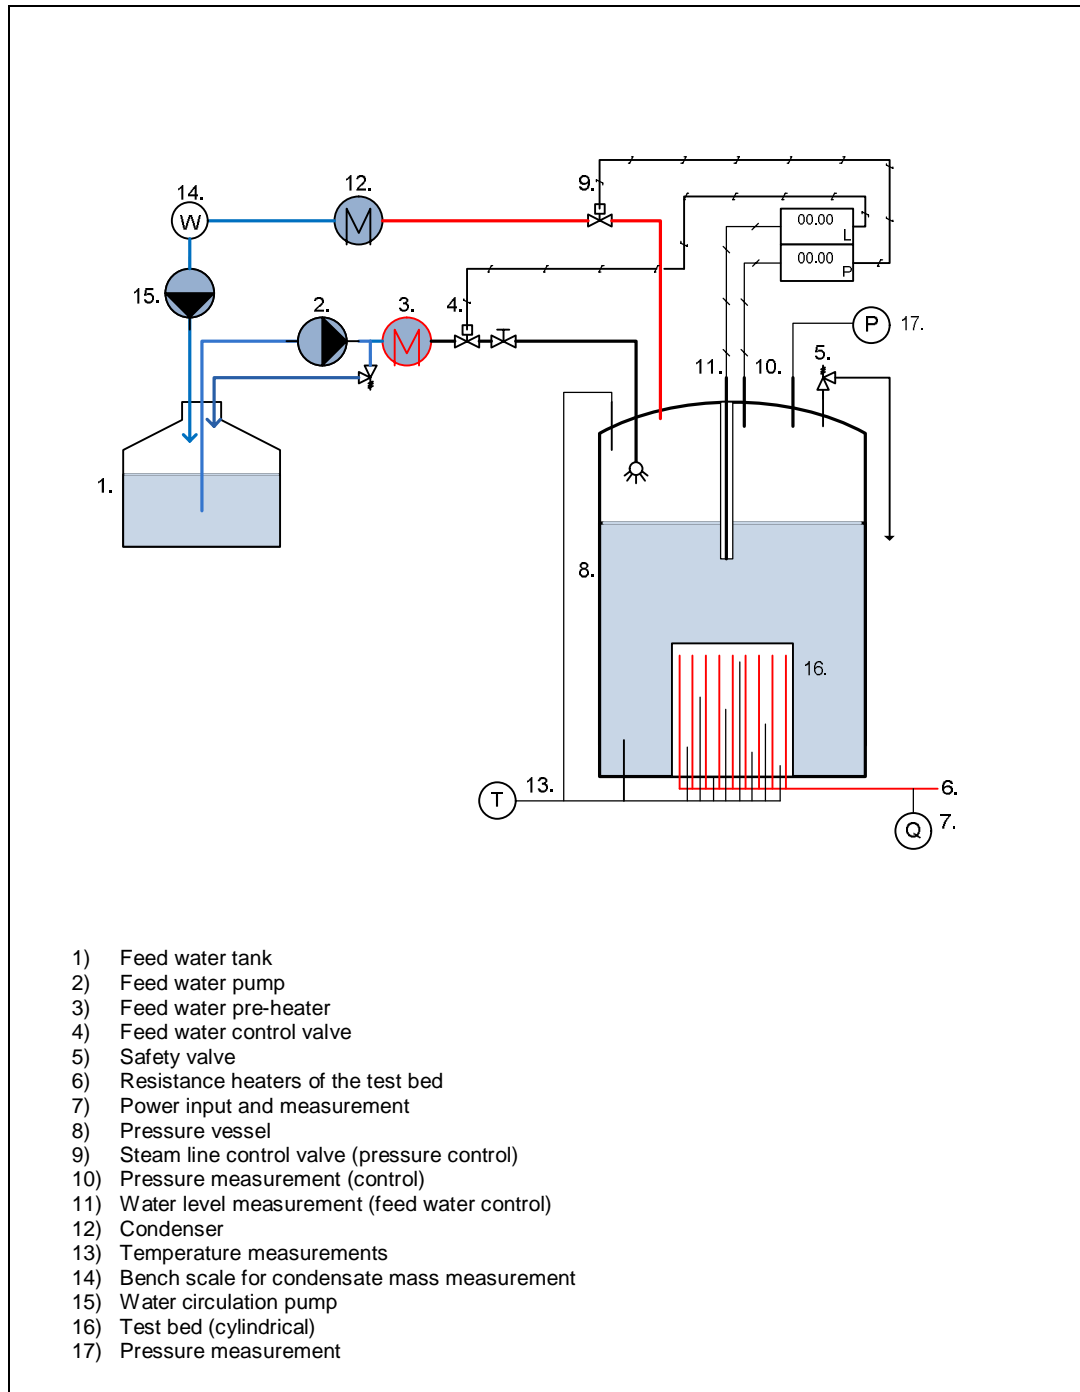 12.
9.
14.
W
M
00.00
L
00.00
P
15.
2.
3.
4.
M
P
17.
5.
11.
10.
1.
8.
16.
T
13.
6.
Q
7.
1) Feed water tank
2) Feed water pump
3) Feed water pre-heater
4) Feed water control valve
5) Safety valve
6) Resistance heaters of the test bed
7) Power input and measurement
8) Pressure vessel
9) Steam line control valve (pressure control)
10) Pressure measurement (control)
11) Water level measurement (feed water control)
12) Condenser
13) Temperature measurements
14) Bench scale for condensate mass measurement
15) Water circulation pump
16) Test bed (cylindrical)
17) Pressure measurement